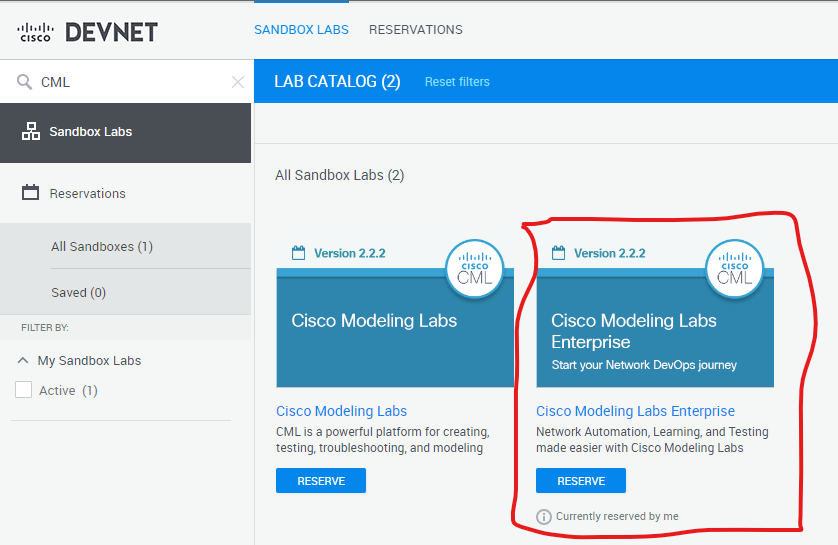 CISCO DEVNET
SANDBOX LABS RESERVATIONS
CML
LAB CATALOG (2) Reset filters
Sandbox Labs
Reservations
All Sandboxes (1)
Saved (0)
FILTER BY:
My Sandbox Labs
Active (1)
All Sandbox Labs (2)
Version 2.2.2
CISCO
CML
Cisco Modeling Labs
Cisco Modeling Labs
CML is a powerful platform for creating,
testing, troubleshooting, and modeling
RESERVE
Version 2.2.2
CISCO
CML
Cisco Modeling Labs
Enterprise
Start your Network DevOps journey
Cisco Modeling Labs Enterprise
Network Automation, Learning, and Testing
made easier with Cisco Modeling Labs
RESERVE
Currently reserved by me